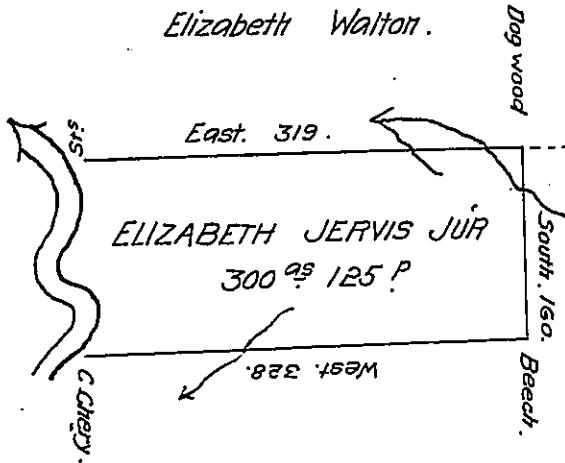 Elizabeth Walton.
Dog wood
Sts
East. 319.
ELIZABETH JERVIS JUR
300 as 125 P
South. 160.
West. 328.
Beech.
C Chery.